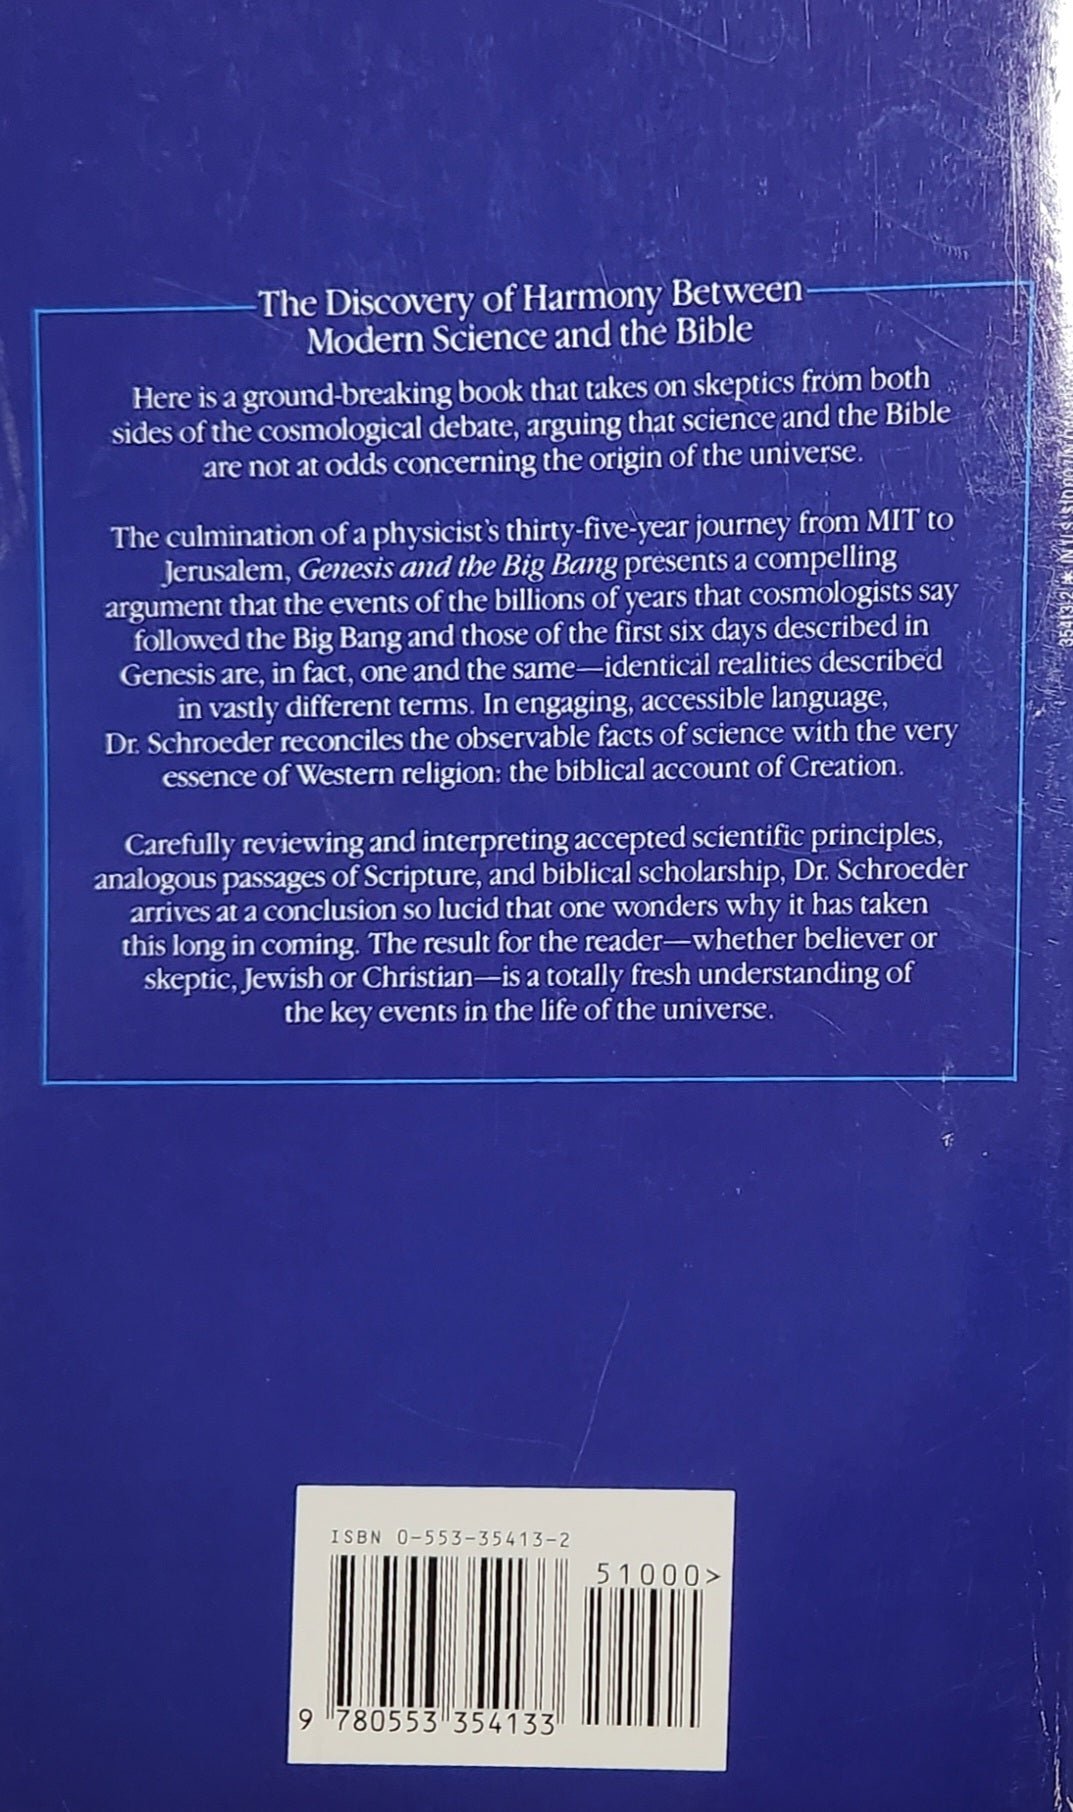 The Discovery of Harmony Between
Modern Science and the Bible
Here is a ground-breaking book that takes on skeptics from both
sides of the cosmological debate, arguing that science and the Bible
are not at odds concerning the origin of the universe.
The culmination of a physicist's thirty-five-year journey from MIT to
Jerusalem, Genesis and the Big Bang presents a compelling
argument that the events of the billions of years that cosmologists say
followed the Big Bang and those of the first six days described in
Genesis are, in fact, one and the same—identical realities described
in vastly different terms. In engaging, accessible language,
Dr. Schroeder reconciles the observable facts of science with the very
essence of Western religion: the biblical account of Creation.
Carefully reviewing and interpreting accepted scientific principles,
analogous passages of Scripture, and biblical scholarship, Dr. Schroeder
arrives at a conclusion so lucid that one wonders why it has taken
this long in coming. The result for the reader—whether believer or
skeptic, Jewish or Christian—is a totally fresh understanding of
the key events in the life of the universe.
ISBN 0-553-35413-2
51000>
9 780553 354133